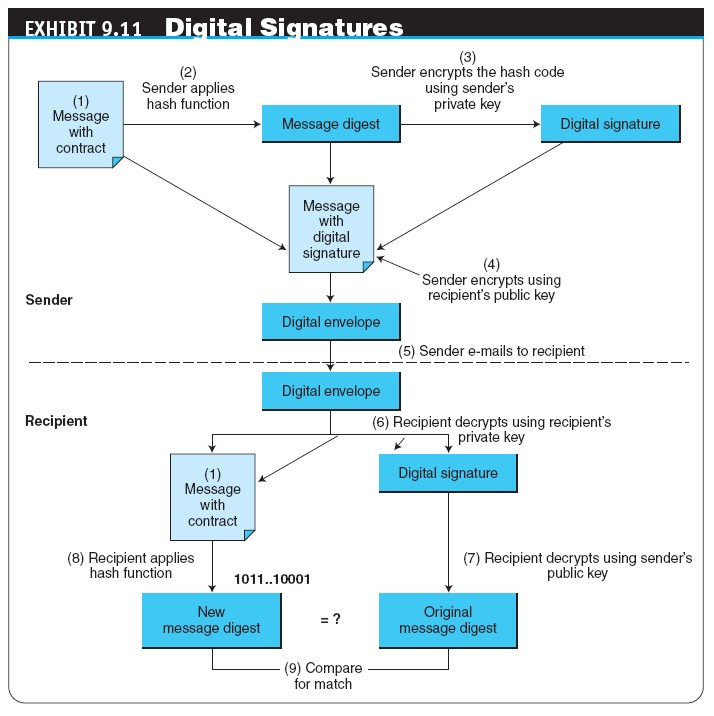 EXHIBIT 9.11 Digital Signatures
(1)
Message
with
contract
(2)
Sender applies
hash function
Message digest
(3)
Sender encrypts the hash code
using sender's
private key
Digital signature
Message
with
digital
signature
(4)
Sender encrypts using
recipient's public key
Sender
Digital envelope
(5) Sender e-mails to recipient
Digital envelope
Recipient
(6) Recipient decrypts using recipient's
private key
(1)
Message
with
contract
Digital signature
(8) Recipient applies
hash function
1011..10001
(7) Recipient decrypts using sender's
public key
New
message digest
= ?
Original
message digest
(9) Compare
for match